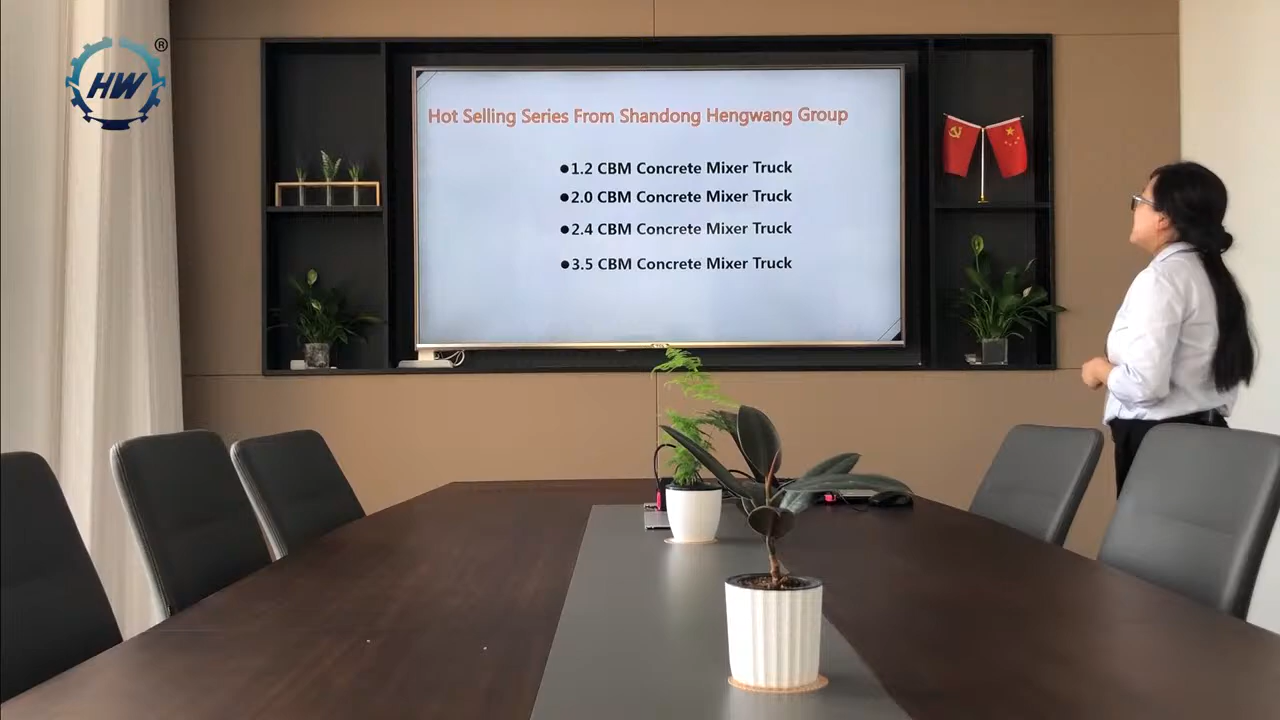 HW®
Hot Selling Series From Shandong Hengwang Group
●1.2 CBM Concrete Mixer Truck
●2.0 CBM Concrete Mixer Truck
●2.4 CBM Concrete Mixer Truck
●3.5 CBM Concrete Mixer Truck